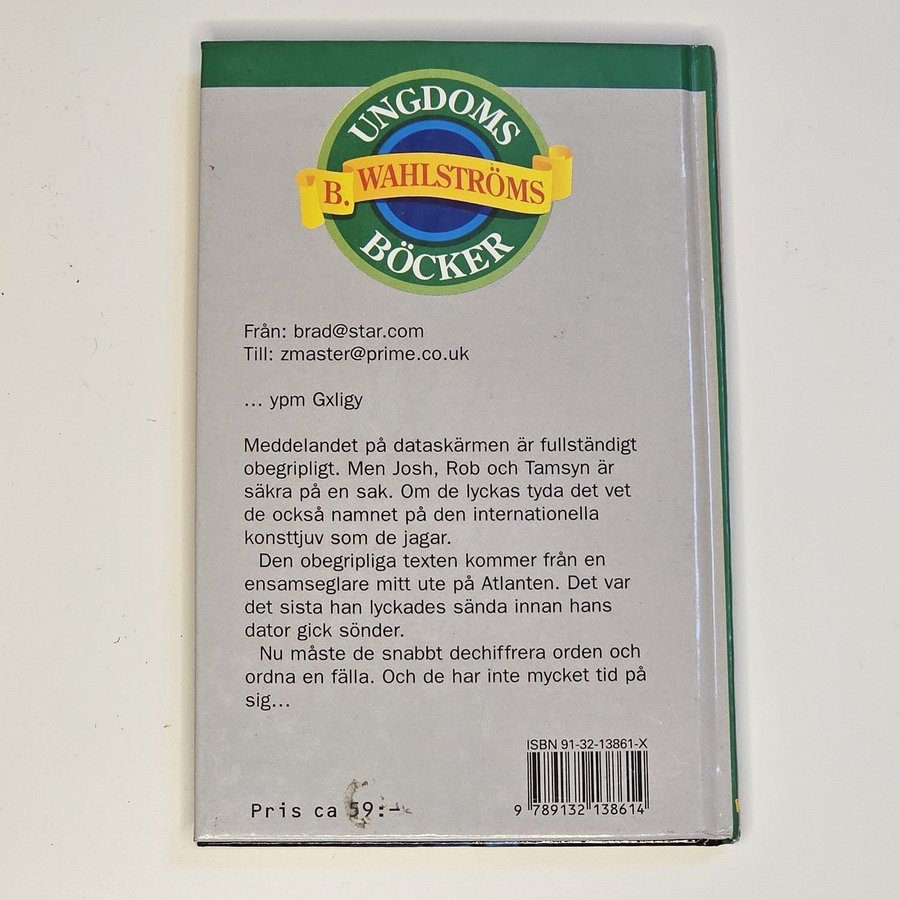 UNGDOMS
B. WAHLSTRÖMS
BÖCKER
Från: brad@star.com
Till: zmaster@prime.co.uk
... ypm Gxligy
Meddelandet på dataskärmen är fullständigt
obegripligt. Men Josh, Rob och Tamsyn är
säkra på en sak. Om de lyckas tyda det vet
de också namnet på den internationella
konsttjuv som de jagar.
Den obegripliga texten kommer från en
ensamseglare mitt ute på Atlanten. Det var
det sista han lyckades sända innan hans
dator gick sönder.
Nu måste de snabbt dechiffrera orden och
ordna en fälla. Och de har inte mycket tid på
sig...
ISBN 91-32-13861-X
9 789132 138614
Pris ca 59:-